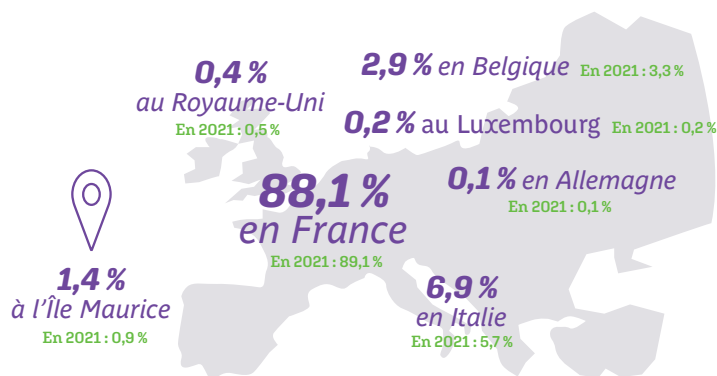 0,4 %
au Royaume-Uni
En 2021 : 0,5 %
2,9 % en Belgique En 2021 : 3,3 %
0,2 % au Luxembourg En 2021 : 0,2 %
88,1 %
en France
En 2021 : 89,1 %
0,1 % en Allemagne
En 2021 : 0,1 %
1,4 %
à l'Île Maurice
En 2021 : 0,9 %
6,9 %
en Italie
En 2021 : 5,7 %